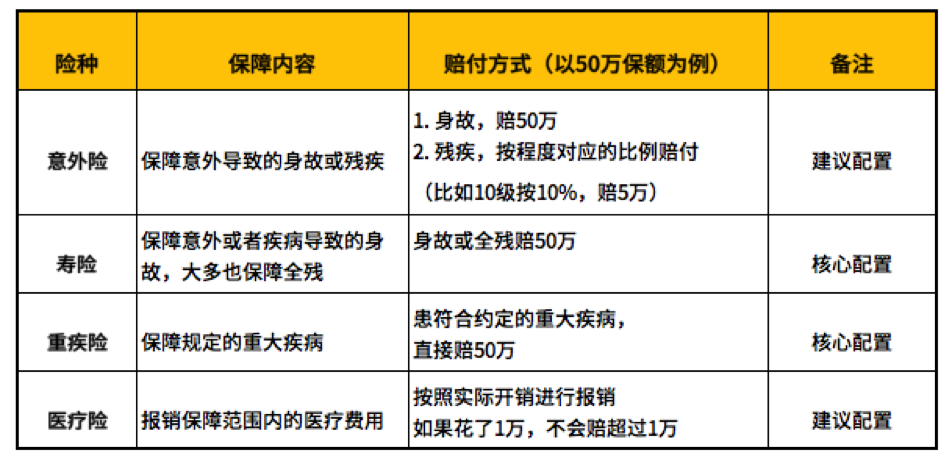 险种
保障内容
赔付方式（以50万保额为例）
备注
意外险
保障意外导致的身故或残疾
1. 身故，赔50万
2. 残疾，按程度对应的比例赔付
（比如10级按10%，赔5万）
建议配置
寿险
保障意外或者疾病导致的身
故，大多也保障全残
身故或全残赔50万
核心配置
重疾险
保障规定的重大疾病
患符合约定的重大疾病，
直接赔50万
核心配置
医疗险
报销保障范围内的医疗费用
按照实际开销进行报销
如果花了1万，不会赔超过1万
建议配置